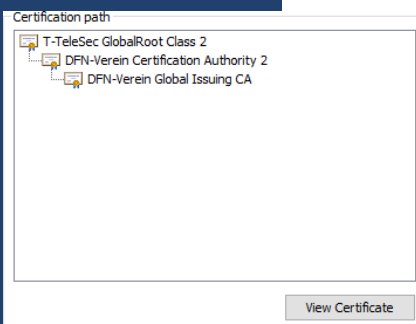 Certification path
T-TeleSec GlobalRoot Class 2
DFN-Verein Certification Authority 2
DFN-Verein Global Issuing CA
View Certificate